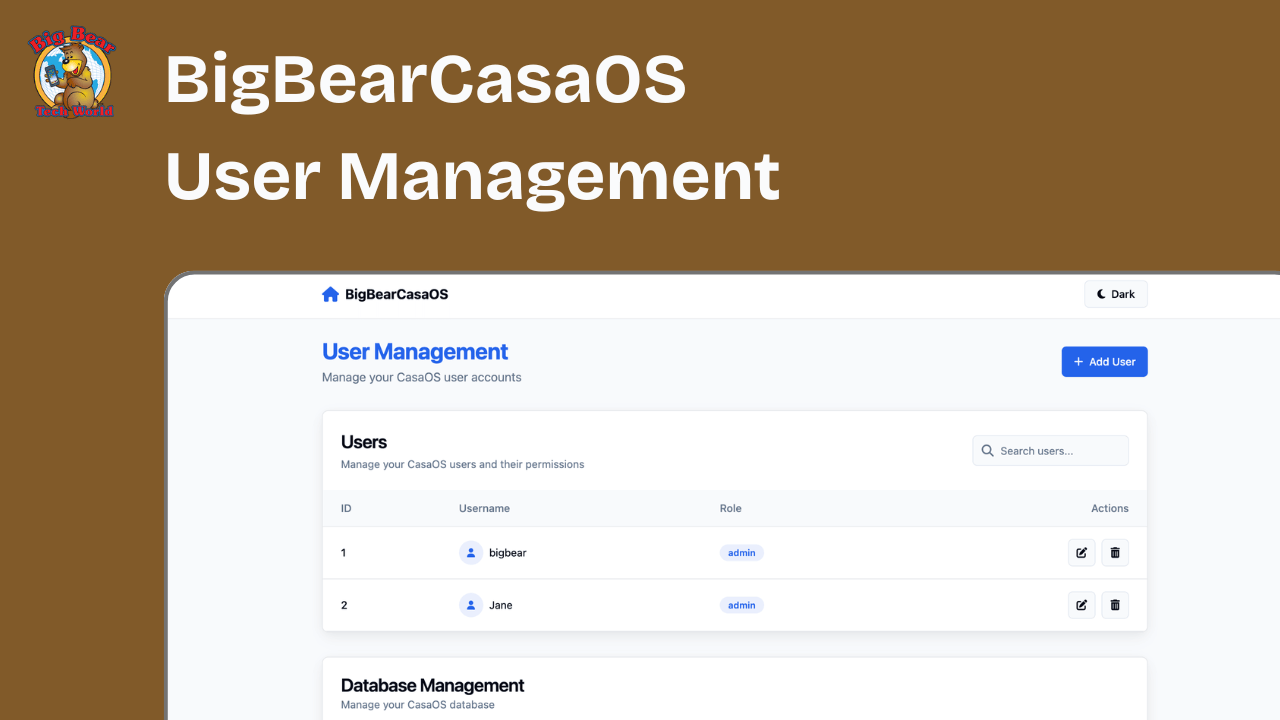 Big Bear
Tech World
BigBearCasaOS
User Management
BigBearCasaOS
Dark
User Management
Manage your CasaOS user accounts
Add User
Users
Manage your CasaOS users and their permissions
Search users...
ID Username Role Actions
1 bigbear admin
2 Jane admin
Database Management
Manage your CasaOS database